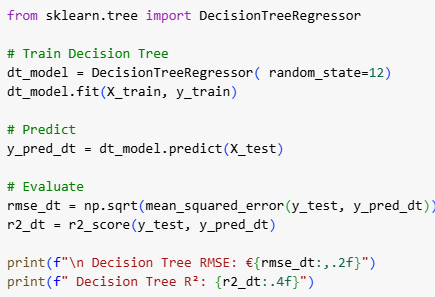 from sklearn.tree import DecisionTreeRegressor
# Train Decision Tree
dt_model = DecisionTreeRegressor( random_state=12)
dt_model.fit(X_train, y_train)
# Predict
y_pred_dt = dt_model.predict(X_test)
# Evaluate
rmse_dt = np.sqrt(mean_squared_error(y_test, y_pred_dt))
r2_dt = r2_score(y_test, y_pred_dt)
print(f"\n Decision Tree RMSE: €{rmse_dt:,.2f}")
print(f" Decision Tree R²: {r2_dt:.4f}")